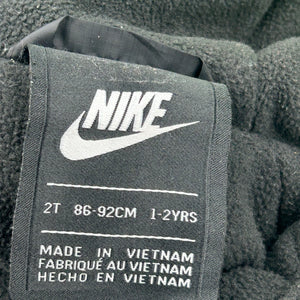 NIKE
2T 86-92CM 1-2YRS
MADE IN VIETNAM
FABRIQUÉ AU VIETNAM
HECHO EN VIETNAM